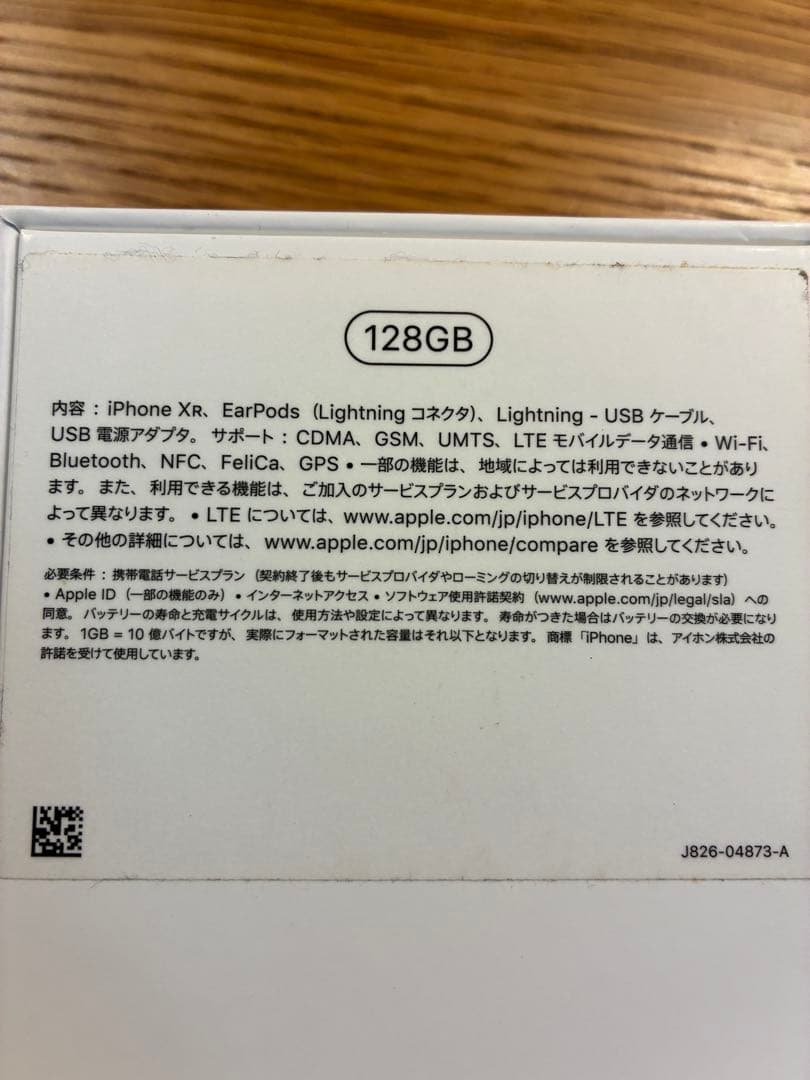 128GB
内容 : iPhone XR、 EarPods (Lightning コネクタ)、 Lightning - USB ケーブル、
USB 電源アダプタ。 サポート : CDMA、 GSM、 UMTS、 LTE モバイルデータ通信 • Wi-Fi、
Bluetooth、 NFC、 FeliCa、 GPS • 一部の機能は、 地域によっては利用できないことがあり
ます。 また、 利用できる機能は、 ご加入のサービスプランおよびサービスプロバイダのネットワークに
よって異なります。 • LTE については、 www.apple.com/jp/iphone/LTE を参照してください。
• その他の詳細については、 www.apple.com/jp/iphone/compare を参照してください。
必要条件 : 携帯電話サービスプラン (契約終了後もサービスプロバイダやローミングの切り替えが制限されることがあります)
• Apple ID (一部の機能のみ) • インターネットアクセス • ソフトウェア使用許諾契約 (www.apple.com/jp/legal/sla) への
同意。 バッテリーの寿命と充電サイクルは、 使用方法や設定によって異なります。 寿命がつきた場合はバッテリーの交換が必要になり
ます。 1GB = 10 億バイトですが、 実際にフォーマットされた容量はそれ以下となります。 商標 「iPhone」 は、 アイホン株式会社の
許諾を受けて使用しています。
J826-04873-A